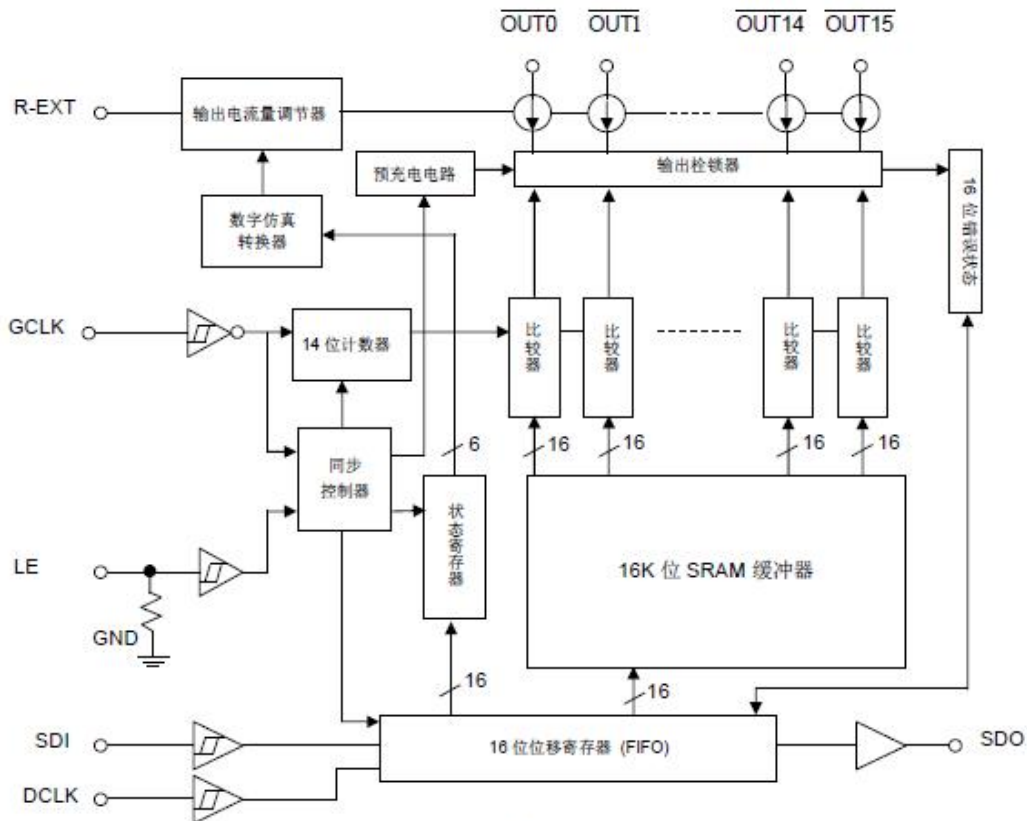 OUT0 OUT1 OUT14 OUT15
R-EXT
输出电流量调节器
预充电电路
输出栓锁器
16 位错误状态
数字仿真
转换器
GCLK
14 位计数器
比较器
比较器
比较器
比较器
6
16
16
16
16
同步
控制器
状态寄存器
LE
16K 位 SRAM 缓冲器
GND
16
16
SDI
16 位位移寄存器 (FIFO)
SDO
DCLK